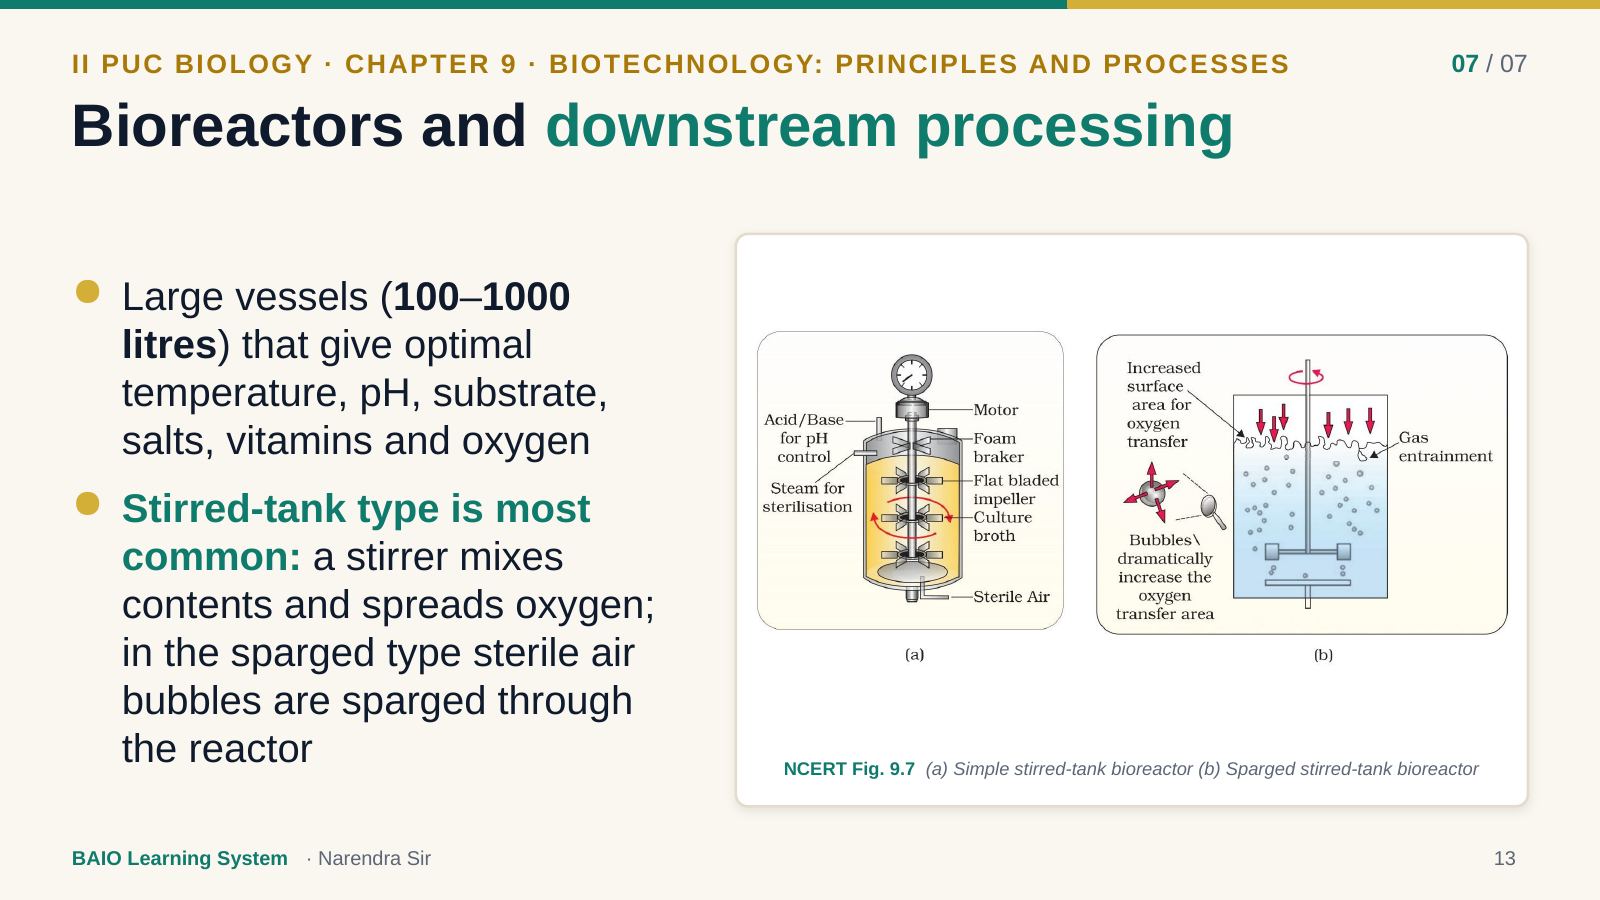 II PUC BIOLOGY · CHAPTER 9 · BIOTECHNOLOGY: PRINCIPLES AND PROCESSES
07 / 07
Bioreactors and downstream processing
Large vessels (100–1000
litres) that give optimal
temperature, pH, substrate,
salts, vitamins and oxygen
Stirred-tank type is most
common: a stirrer mixes
contents and spreads oxygen;
in the sparged type sterile air
bubbles are sparged through
the reactor
Acid/Base
for pH
control
Steam for
sterilisation
Motor
Foam
braker
Flat bladed
impeller
Culture
broth
Sterile Air
(a)
Increased
surface
area for
oxygen
transfer
Gas
entrainment
Bubbles\
dramatically
increase the
oxygen
transfer area
(b)
NCERT Fig. 9.7 (a) Simple stirred-tank bioreactor (b) Sparged stirred-tank bioreactor
BAIO Learning System · Narendra Sir
13